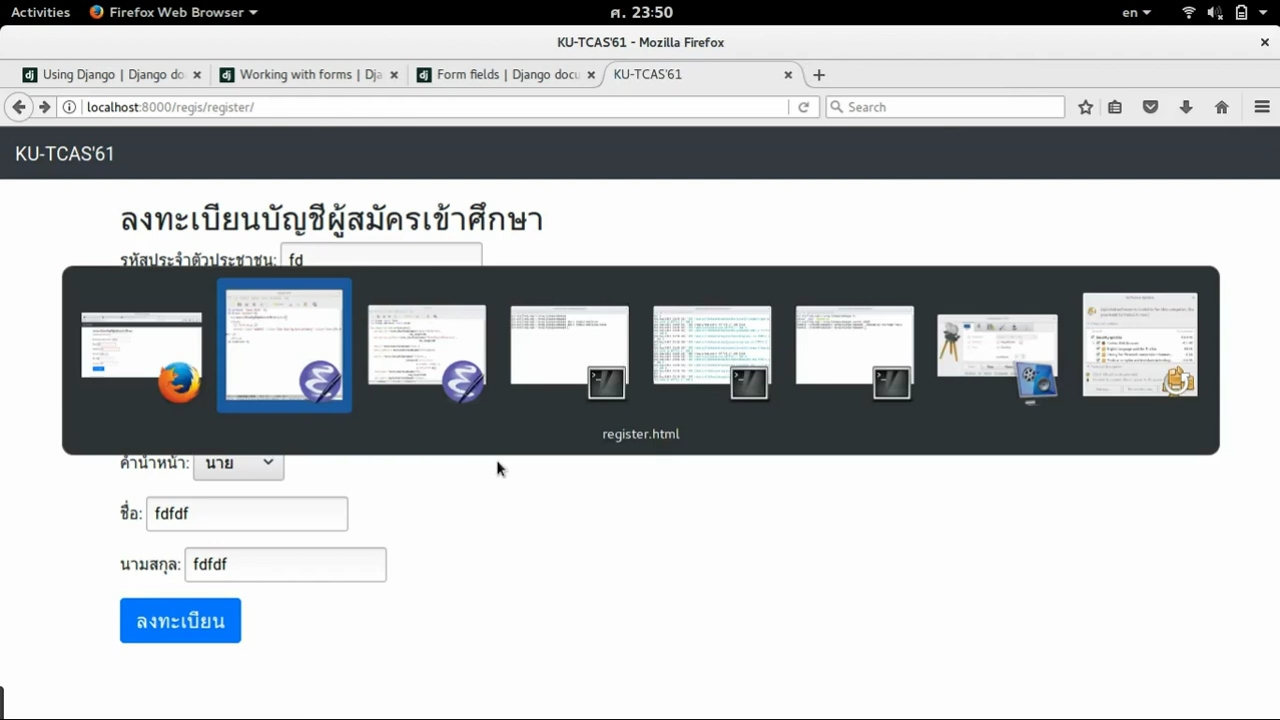 Activities Firefox Web Browser ศ. 23:50 en
KU-TCAS'61 - Mozilla Firefox
Using Django | Django do Working with forms | Dja Form fields | Django docu KU-TCAS'61
localhost:8000/regis/register/ Search
KU-TCAS'61
ลงทะเบียนบัญชีผู้สมัครเข้าศึกษา
รหัสประจำตัวประชาชน: fd
register.html
คำนำหน้า: นาย
ชื่อ: fdfdf
นามสกุล: fdfdf
ลงทะเบียน